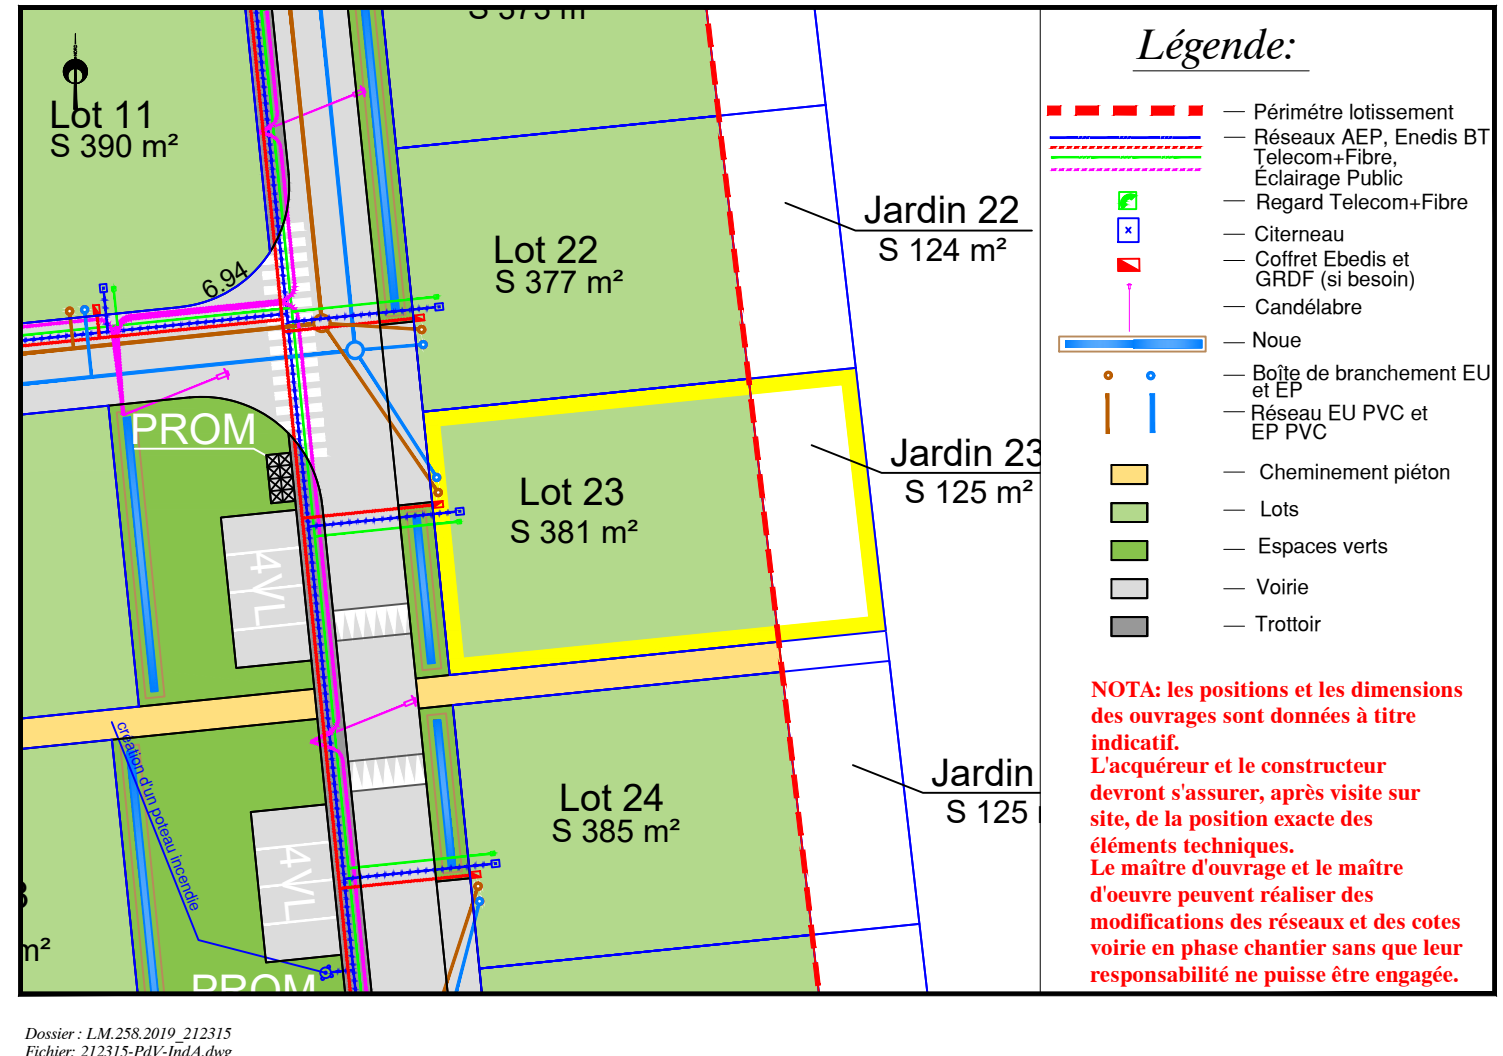 S 373 m
Lot 11
S 390 m²
6.94
Lot 22
S 377 m²
Jardin 22
S 124 m²
PROM
Lot 23
S 381 m²
Jardin 23
S 125 m²
4VL
création d'un poteau incendie
Lot 24
S 385 m²
Jardin
S 125
4VL
m²
PROM
Légende:
Périmétre lotissement
Réseaux AEP, Enedis BT
Telecom+Fibre,
Éclairage Public
Regard Telecom+Fibre
Citerneau
Coffret Ebedis et
GRDF (si besoin)
Candélabre
Noue
Boîte de branchement EU
et EP
Réseau EU PVC et
EP PVC
Cheminement piéton
Lots
Espaces verts
Voirie
Trottoir
NOTA: les positions et les dimensions
des ouvrages sont données à titre
indicatif.
L'acquéreur et le constructeur
devront s'assurer, après visite sur
site, de la position exacte des
éléments techniques.
Le maître d'ouvrage et le maître
d'oeuvre peuvent réaliser des
modifications des réseaux et des cotes
voirie en phase chantier sans que leur
responsabilité ne puisse être engagée.
Dossier : LM.258.2019_212315
Fichier: 212315-PdV-IndA.dwg